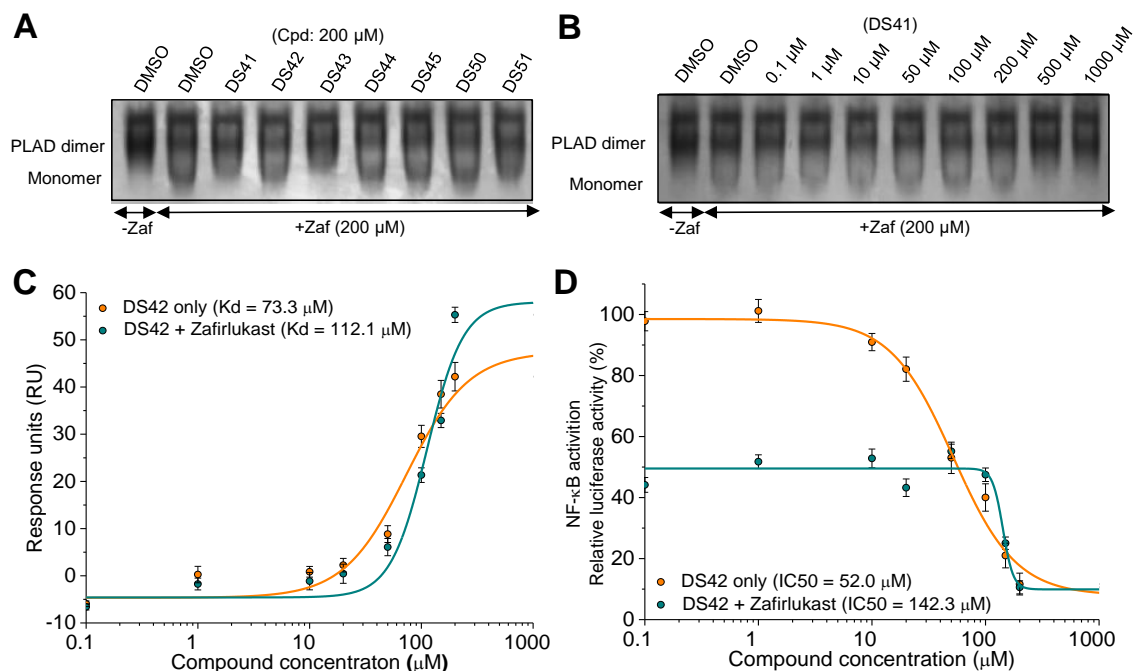 A
(Cpd: 200 µM)
DMSO
DMSO
DS41
DS42
DS43
DS44
DS45
DS50
DS51
PLAD dimer
Monomer
-Zaf
+Zaf (200 µM)
B
(DS41)
DMSO
DMSO
0.1 µM
1 µM
10 µM
50 µM
100 µM
200 µM
500 µM
1000 µM
PLAD dimer
Monomer
-Zaf
+Zaf (200 µM)
C
60
50
40
30
20
10
0
-10
Response units (RU)
DS42 only (Kd = 73.3 µM)
DS42 + Zafirlukast (Kd = 112.1 µM)
0.1
1
10
100
1000
Compound concentraton (µM)
D
100
80
60
40
20
0
NF-κB activition
Relative luciferase activity (%)
DS42 only (IC50 = 52.0 µM)
DS42 + Zafirlukast (IC50 = 142.3 µM)
0.1
1
10
100
1000
Compound concentration (µM)